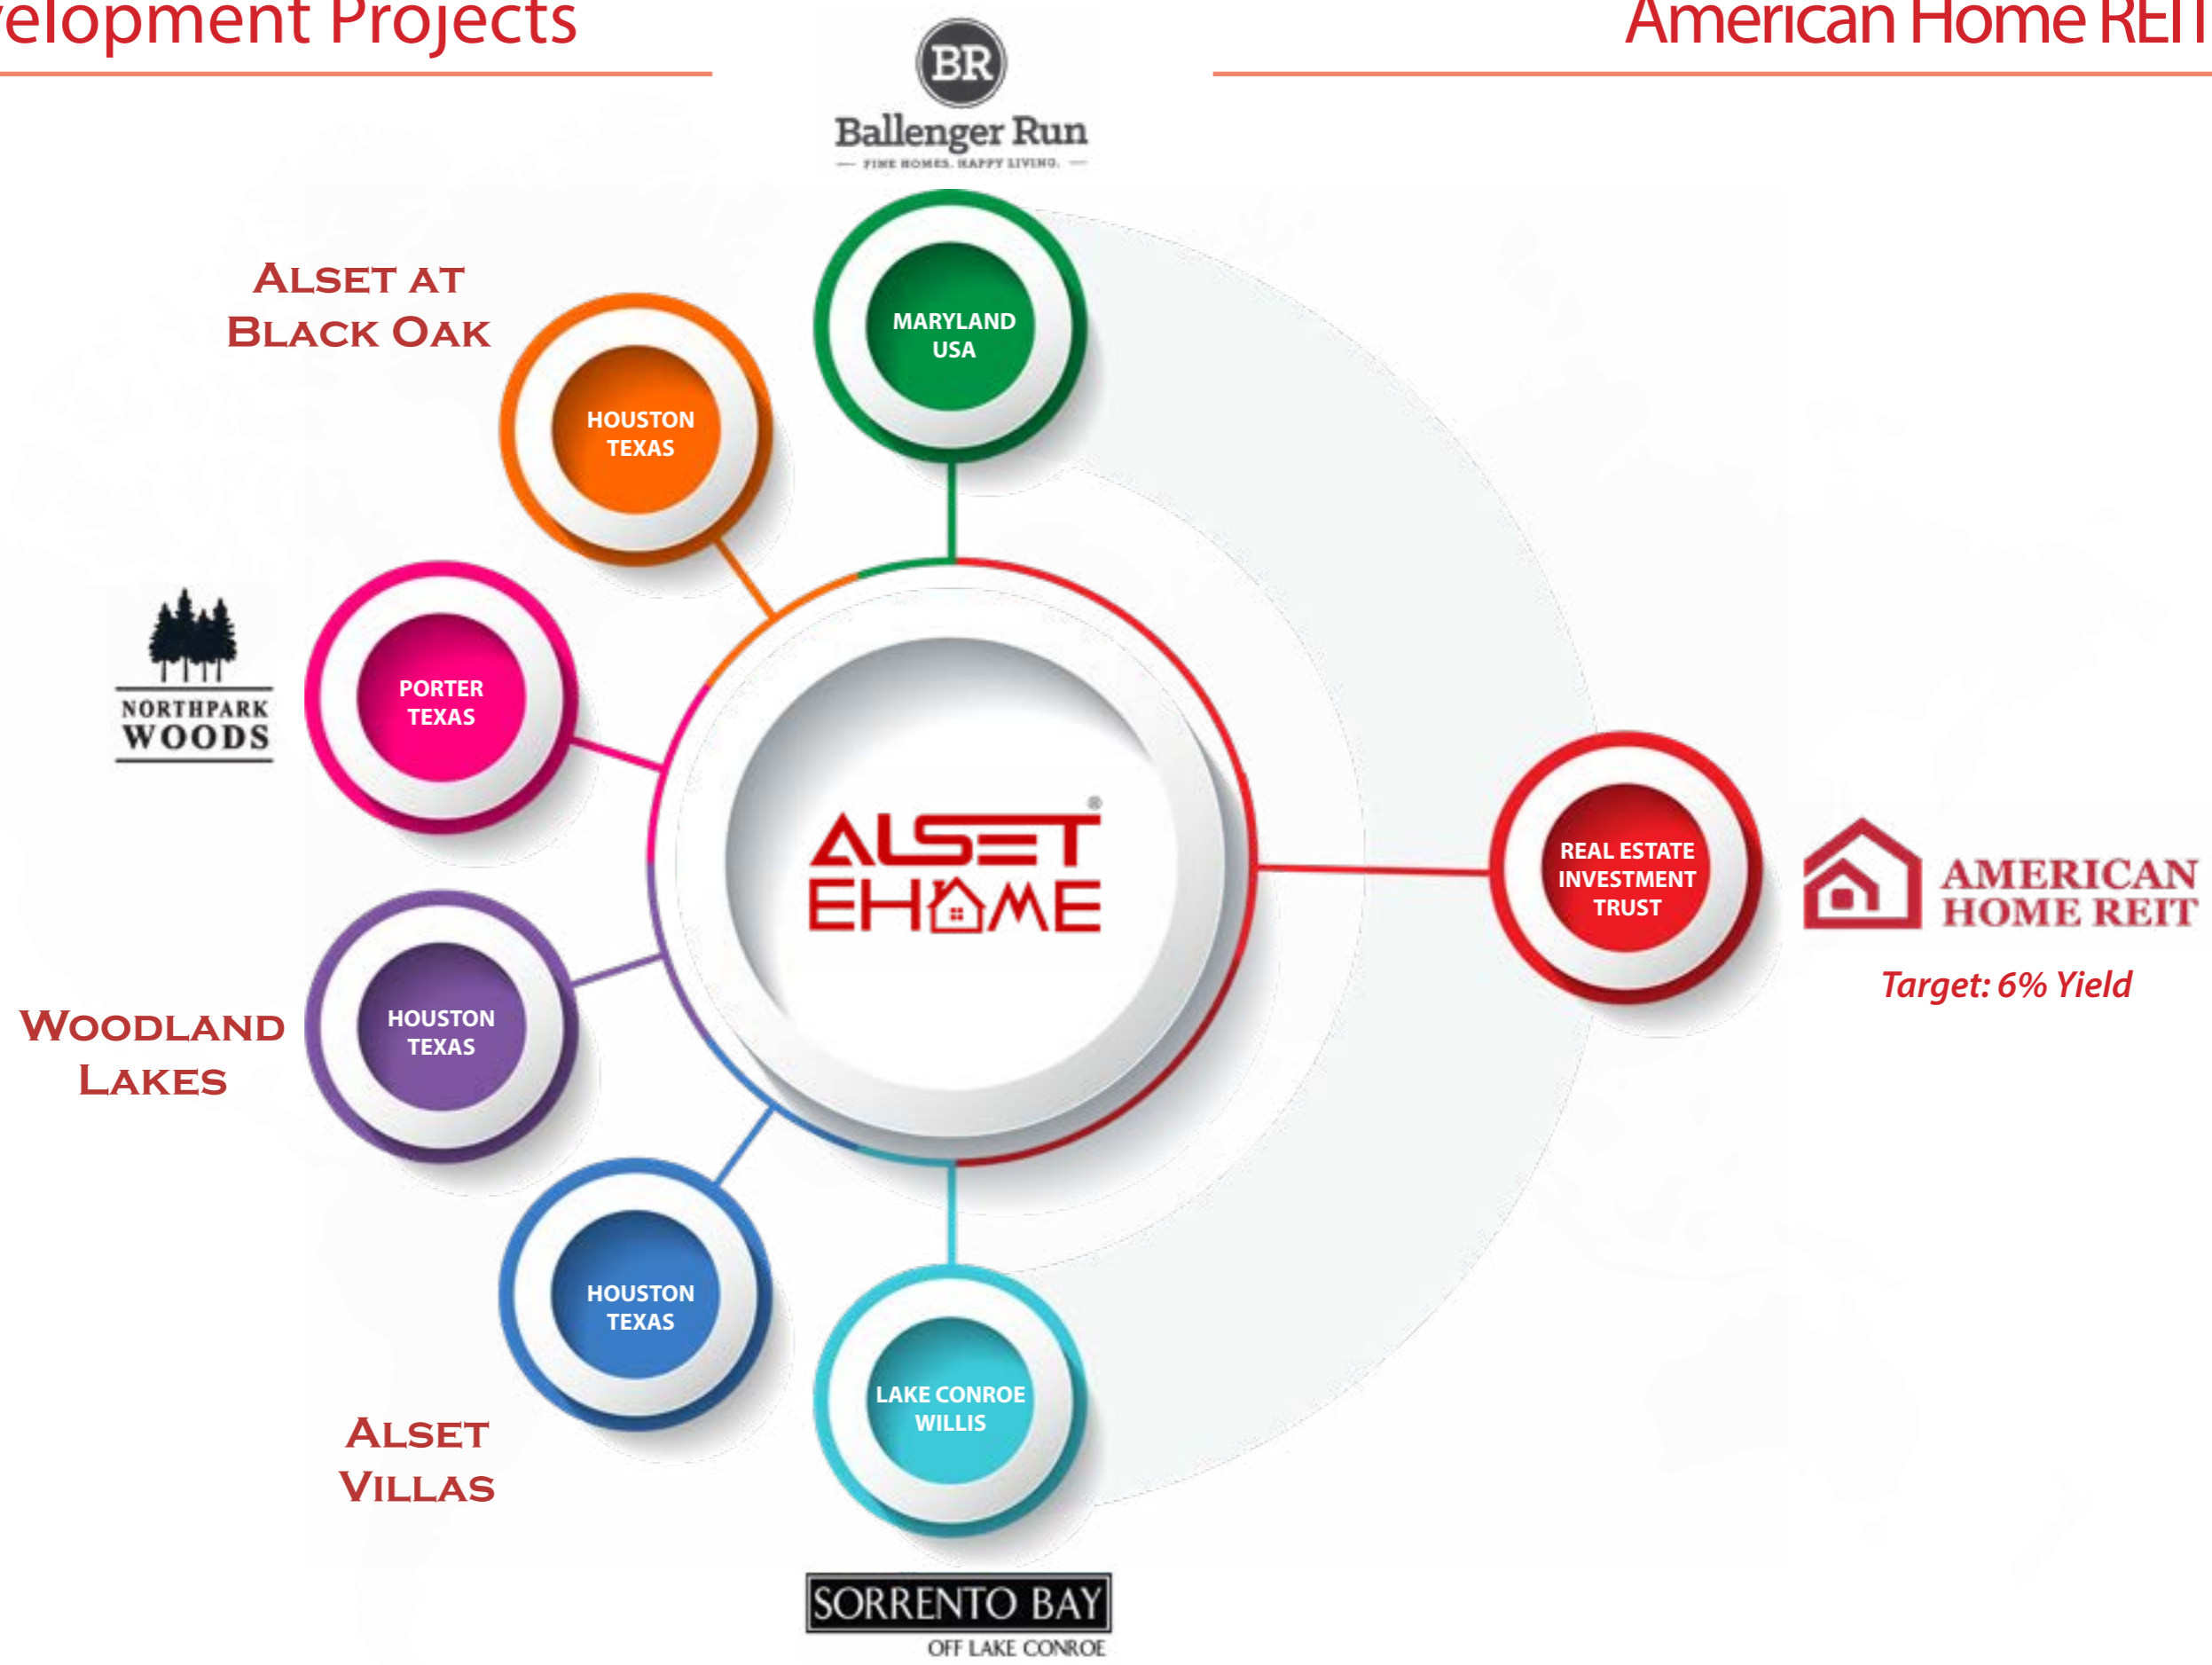 velopment Projects
American Home REIT
BR
Ballenger Run
FINE HOMES. HAPPY LIVING.
MARYLAND
USA
ALSET AT
BLACK OAK
HOUSTON
TEXAS
NORTHPARK
WOODS
PORTER
TEXAS
ALSET®
EHOME
REAL ESTATE
INVESTMENT
TRUST
AMERICAN
HOME REIT
Target: 6% Yield
WOODLAND
LAKES
HOUSTON
TEXAS
HOUSTON
TEXAS
ALSET
VILLAS
LAKE CONROE
WILLIS
SORRENTO BAY
OFF LAKE CONROE